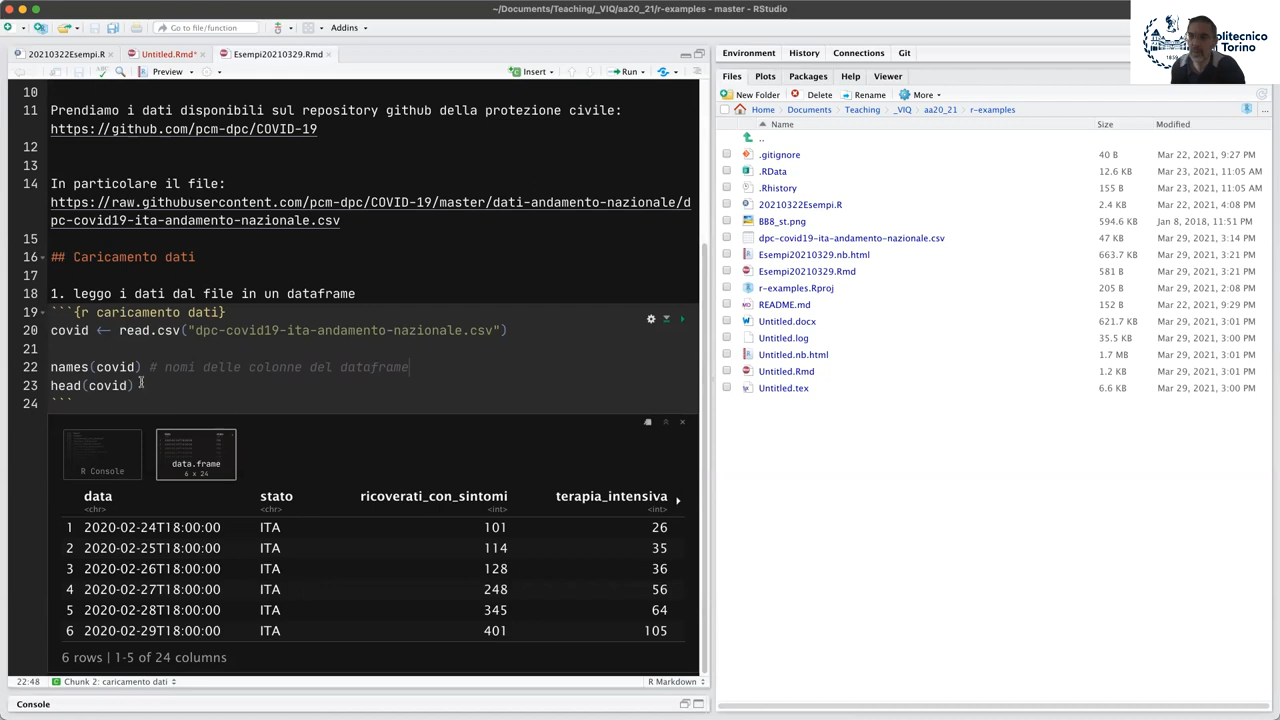 ~/Documents/Teaching/_VIQ/aa20_21/r-examples - master - RStudio
Go to file/function
Addins
20210322Esempi.R
Untitled.Rmd*
Esempi20210329.Rmd
Preview
Insert
Run
10
11 Prendiamo i dati disponibili sul repository github della protezione civile:
https://github.com/pcm-dpc/COVID-19
12
13
14 In particolare il file:
https://raw.githubusercontent.com/pcm-dpc/COVID-19/master/dati-andamento-nazionale/d
pc-covid19-ita-andamento-nazionale.csv
15
16 ## Caricamento dati
17
18 1. leggo i dati dal file in un dataframe
19 ```{r caricamento dati}
20 covid <- read.csv("dpc-covid19-ita-andamento-nazionale.csv")
21
22 names(covid) # nomi delle colonne del dataframe
23 head(covid)
24 ```
R Console
data.frame
6 x 24
data stato ricoverati_con_sintomi terapia_intensiva
<chr> <chr> <int> <int>
1 2020-02-24T18:00:00 ITA 101 26
2 2020-02-25T18:00:00 ITA 114 35
3 2020-02-26T18:00:00 ITA 128 36
4 2020-02-27T18:00:00 ITA 248 56
5 2020-02-28T18:00:00 ITA 345 64
6 2020-02-29T18:00:00 ITA 401 105
6 rows | 1-5 of 24 columns
22:48 Chunk 2: caricamento dati R Markdown
Console
Environment History Connections Git
Files Plots Packages Help Viewer
New Folder Delete Rename More
Home Documents Teaching _VIQ aa20_21 r-examples
Name Size Modified
..
.gitignore 40 B Mar 22, 2021, 9:27 PM
.RData 12.6 KB Mar 23, 2021, 11:05 AM
.Rhistory 155 B Mar 23, 2021, 11:05 AM
20210322Esempi.R 2.4 KB Mar 22, 2021, 4:08 PM
BB8_st.png 594.6 KB Jan 8, 2018, 11:51 PM
dpc-covid19-ita-andamento-nazionale.csv 47 KB Mar 29, 2021, 3:14 PM
Esempi20210329.nb.html 663.7 KB Mar 29, 2021, 3:21 PM
Esempi20210329.Rmd 581 B Mar 29, 2021, 3:21 PM
r-examples.Rproj 205 B Mar 29, 2021, 2:08 PM
README.md 152 B Mar 22, 2021, 9:29 PM
Untitled.docx 621.7 KB Mar 29, 2021, 3:01 PM
Untitled.log 35.5 KB Mar 29, 2021, 3:00 PM
Untitled.nb.html 1.7 MB Mar 29, 2021, 3:01 PM
Untitled.Rmd 1.2 KB Mar 29, 2021, 3:01 PM
Untitled.tex 6.6 KB Mar 29, 2021, 3:00 PM
olitecnico
Torino